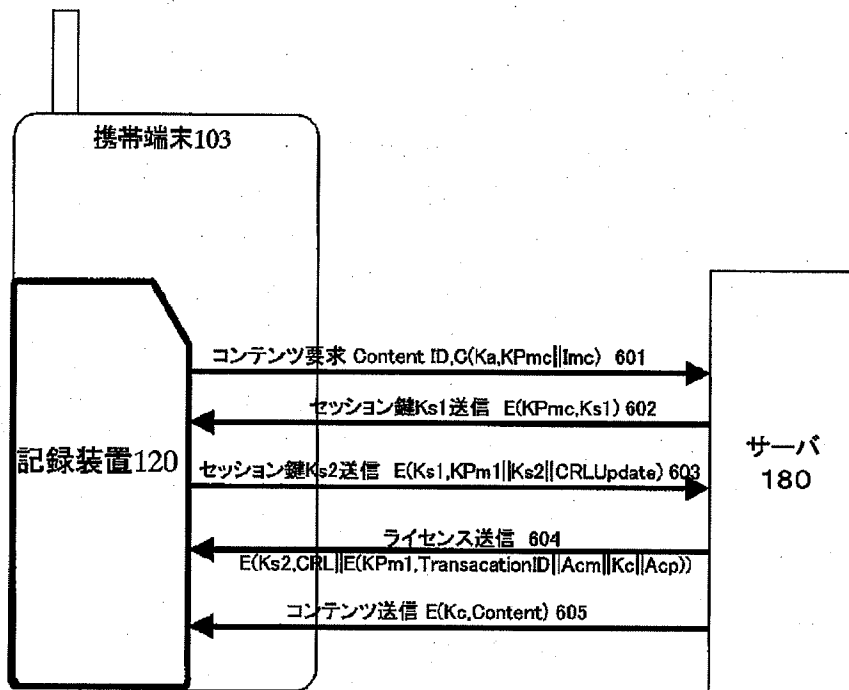 携帯端末103
コンテンツ要求 Content ID,C(Ka,KPmc||Imc) 601
セッション鍵Ks1送信 E(KPmc,Ks1) 602
記録装置120
セッション鍵Ks2送信 E(Ks1,KPm1||Ks2||CRLUpdate) 603
サーバ
180
ライセンス送信 604
E(Ks2,CRL||E(KPm1,TransacationID||Acm||Kc||Acp))
コンテンツ送信 E(Kc,Content) 605